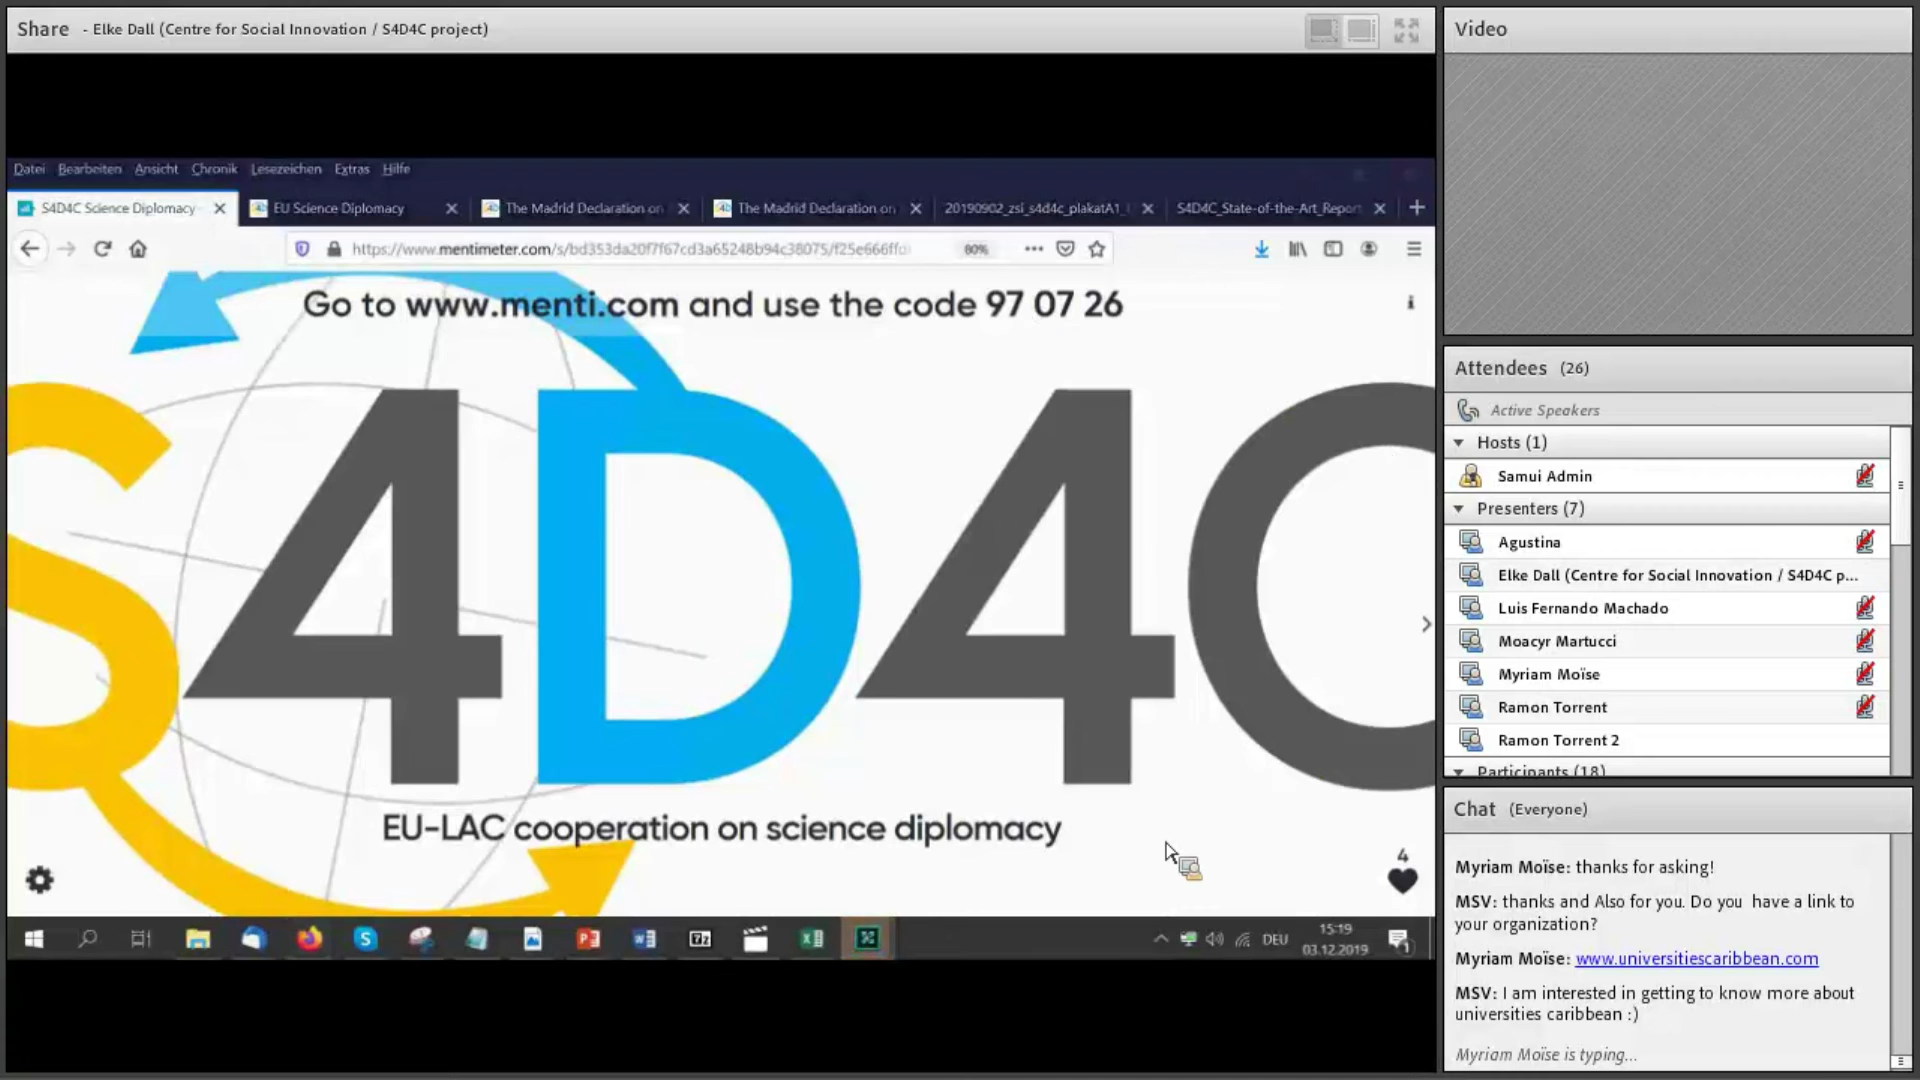 Share - Elke Dall (Centre for Social Innovation / S4D4C project)
Datei Bearbeiten Ansicht Chronik Lesezeichen Extras Hilfe
S4D4C Science Diplomacy
EU Science Diplomacy
The Madrid Declaration on
The Madrid Declaration on
20190902_zsi_s4d4c_plakatA1_
S4D4C_State-of-the-Art_Report
80%
Go to www.menti.com and use the code 97 07 26
S4D4C
EU-LAC cooperation on science diplomacy
4
DEU
15:19
03.12.2019
1
Video
Attendees (26)
Active Speakers
Hosts (1)
Samui Admin
Presenters (7)
Agustina
Elke Dall (Centre for Social Innovation / S4D4C p...
Luis Fernando Machado
Moacyr Martucci
Myriam Moïse
Ramon Torrent
Ramon Torrent 2
Participants (18)
Chat (Everyone)
Myriam Moïse: thanks for asking!
MSV: thanks and Also for you. Do you have a link to
your organization?
Myriam Moïse: www.universitiescaribbean.com
MSV: I am interested in getting to know more about
universities caribbean :)
Myriam Moïse is typing...